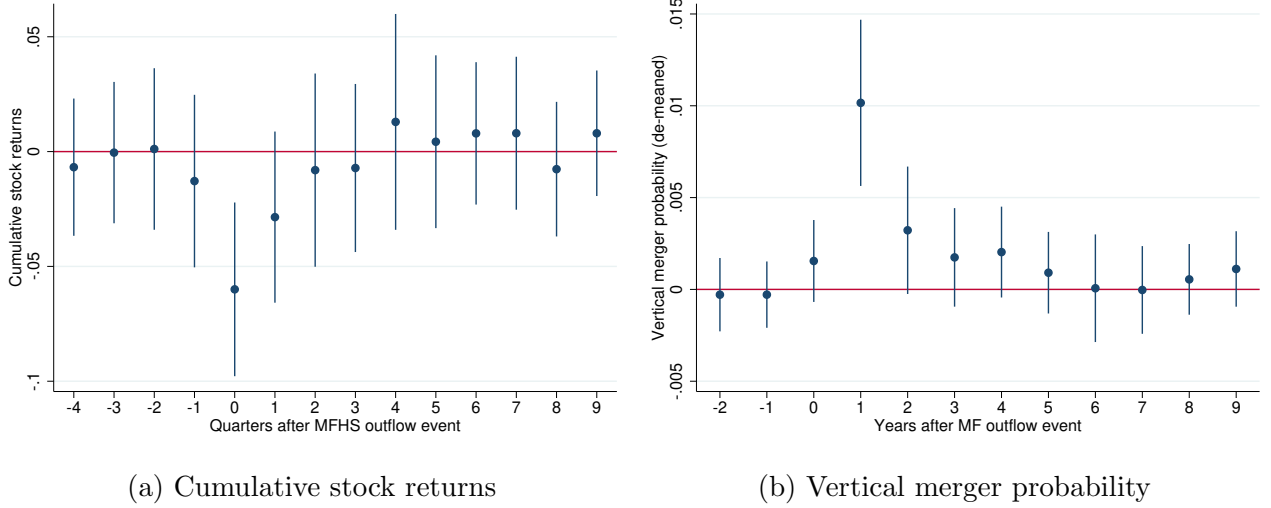 Cumulative stock returns
.05
0
-.05
-.1
-4 -3 -2 -1 0 1 2 3 4 5 6 7 8 9
Quarters after MFHS outflow event
(a) Cumulative stock returns
Vertical merger probability (de-meaned)
.015
.01
.005
0
-.005
-2 -1 0 1 2 3 4 5 6 7 8 9
Years after MF outflow event
(b) Vertical merger probability